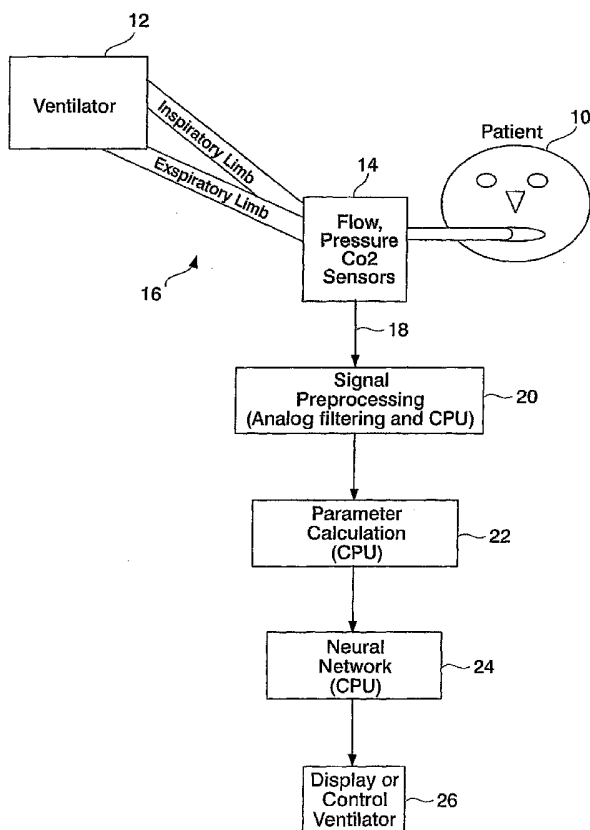 12
Ventilator
Inspiratory Limb
Exspiratory Limb
Patient
10
14
Flow,
Pressure
Co2
Sensors
16
18
Signal
Preprocessing
(Analog filtering and CPU)
20
Parameter
Calculation
(CPU)
22
Neural
Network
(CPU)
24
Display or
Control
Ventilator
26